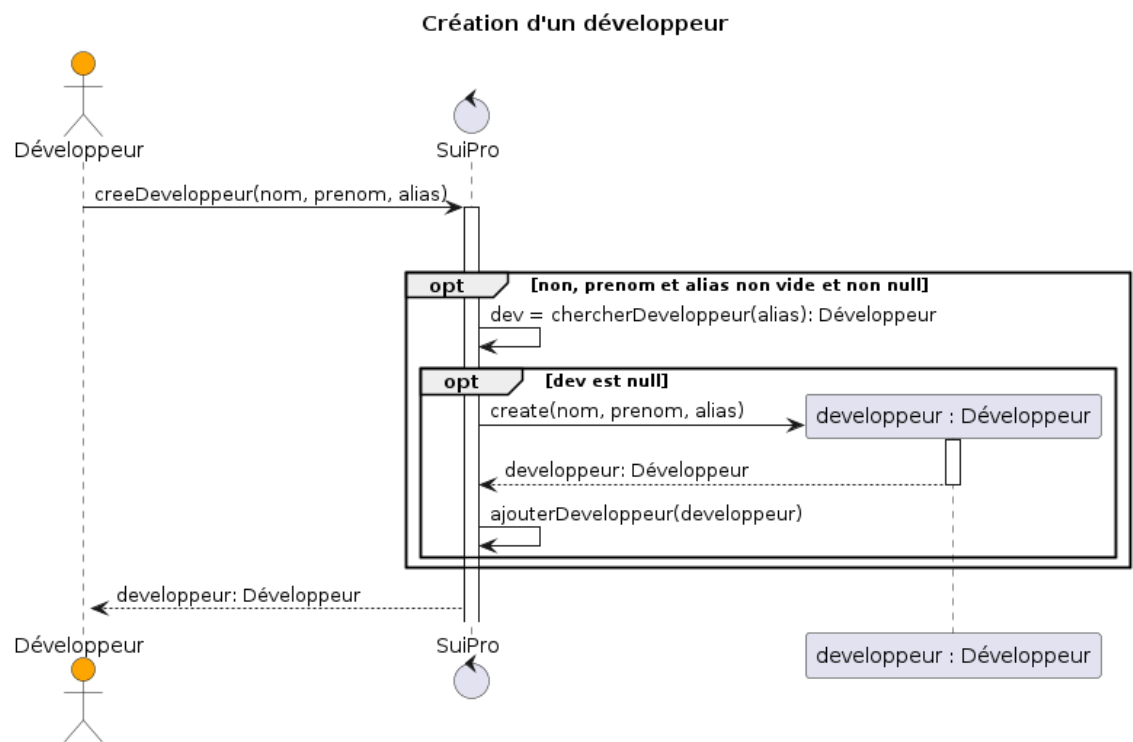 Création d'un développeur
Développeur
SuiPro
creeDeveloppeur(nom, prenom, alias)
opt
[non, prenom et alias non vide et non null]
dev = chercherDeveloppeur(alias): Développeur
opt
[dev est null]
create(nom, prenom, alias)
developpeur : Développeur
developpeur: Développeur
ajouterDeveloppeur(developpeur)
developpeur: Développeur
Développeur
SuiPro
developpeur : Développeur